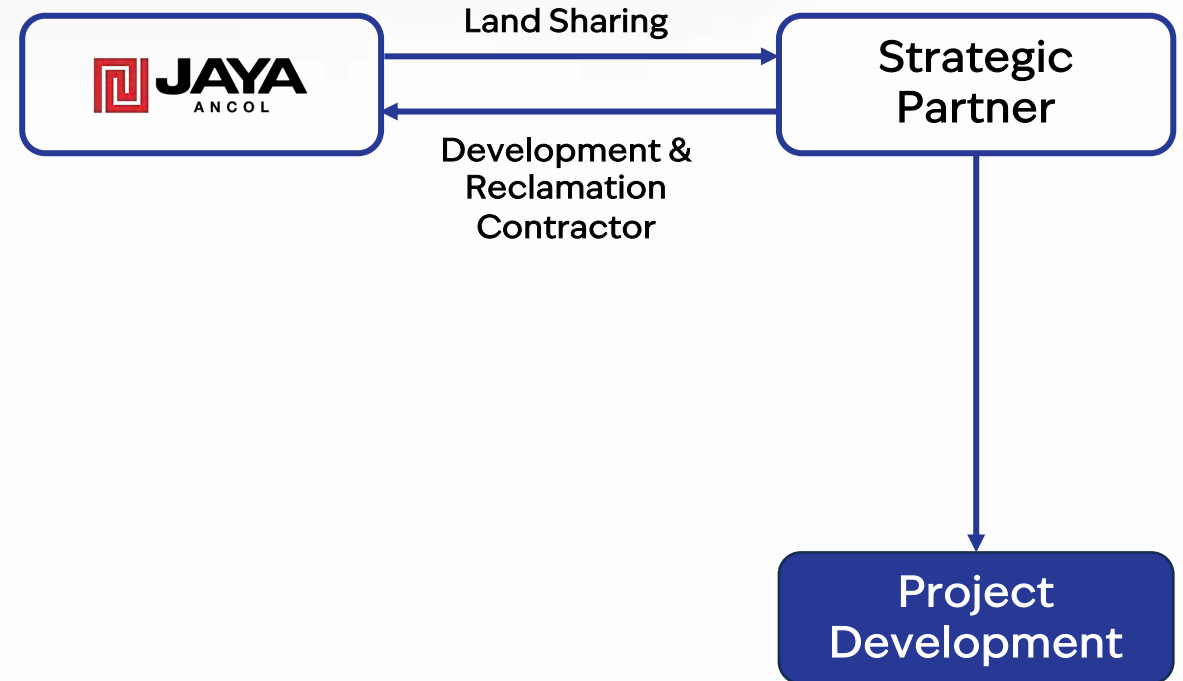 Land Sharing
JAYA
ANCOL
Strategic
Partner
Development &
Reclamation
Contractor
Project
Development